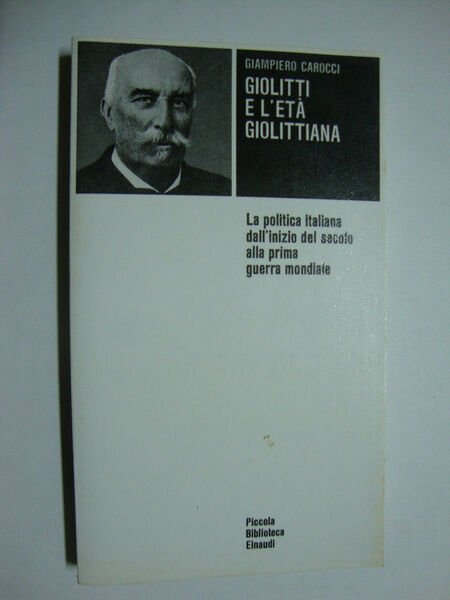 GIAMPIERO CAROCCI
GIOLITTI
E L'ETÀ
GIOLITTIANA
La politica italiana
dall'inizio del secolo
alla prima
guerra mondiale
Piccola
Biblioteca
Einaudi